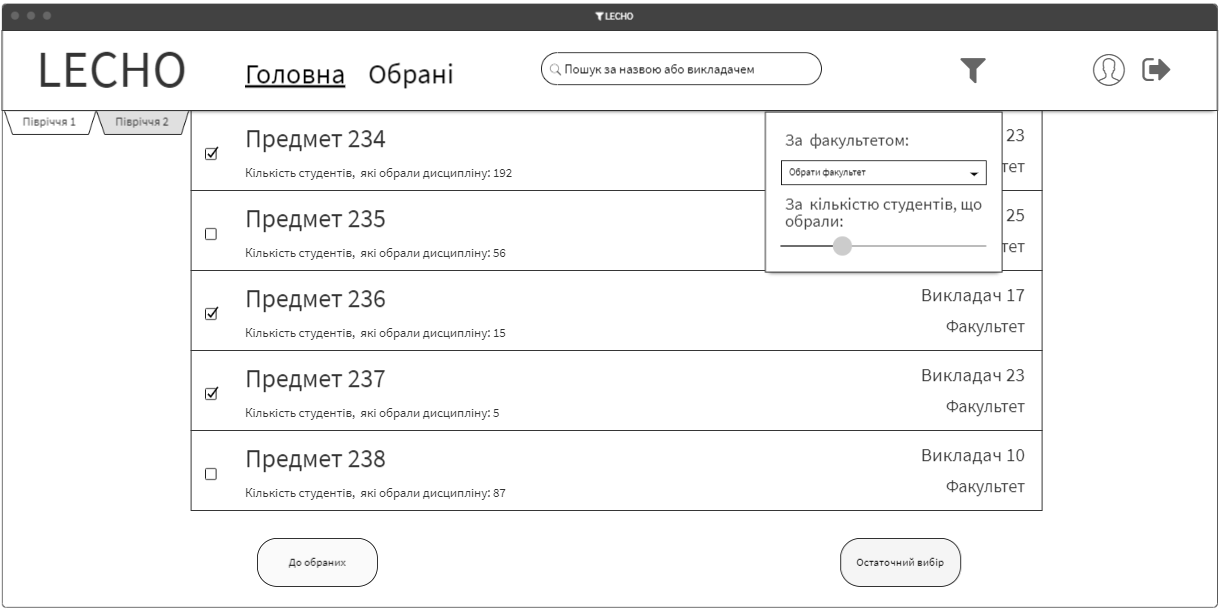 LECHO
LECHO
Головна
Обрані
Пошук за назвою або викладачем
Півріччя 1
Півріччя 2
Предмет 234
Кількість студентів, які обрали дисципліну: 192
23
тет
За факультетом:
Обрати факультет
За кількістю студентів, що
обрали:
Предмет 235
Кількість студентів, які обрали дисципліну: 56
25
тет
Предмет 236
Кількість студентів, які обрали дисципліну: 15
Викладач 17
Факультет
Предмет 237
Кількість студентів, які обрали дисципліну: 5
Викладач 23
Факультет
Предмет 238
Кількість студентів, які обрали дисципліну: 87
Викладач 10
Факультет
До обраних
Остаточний вибір